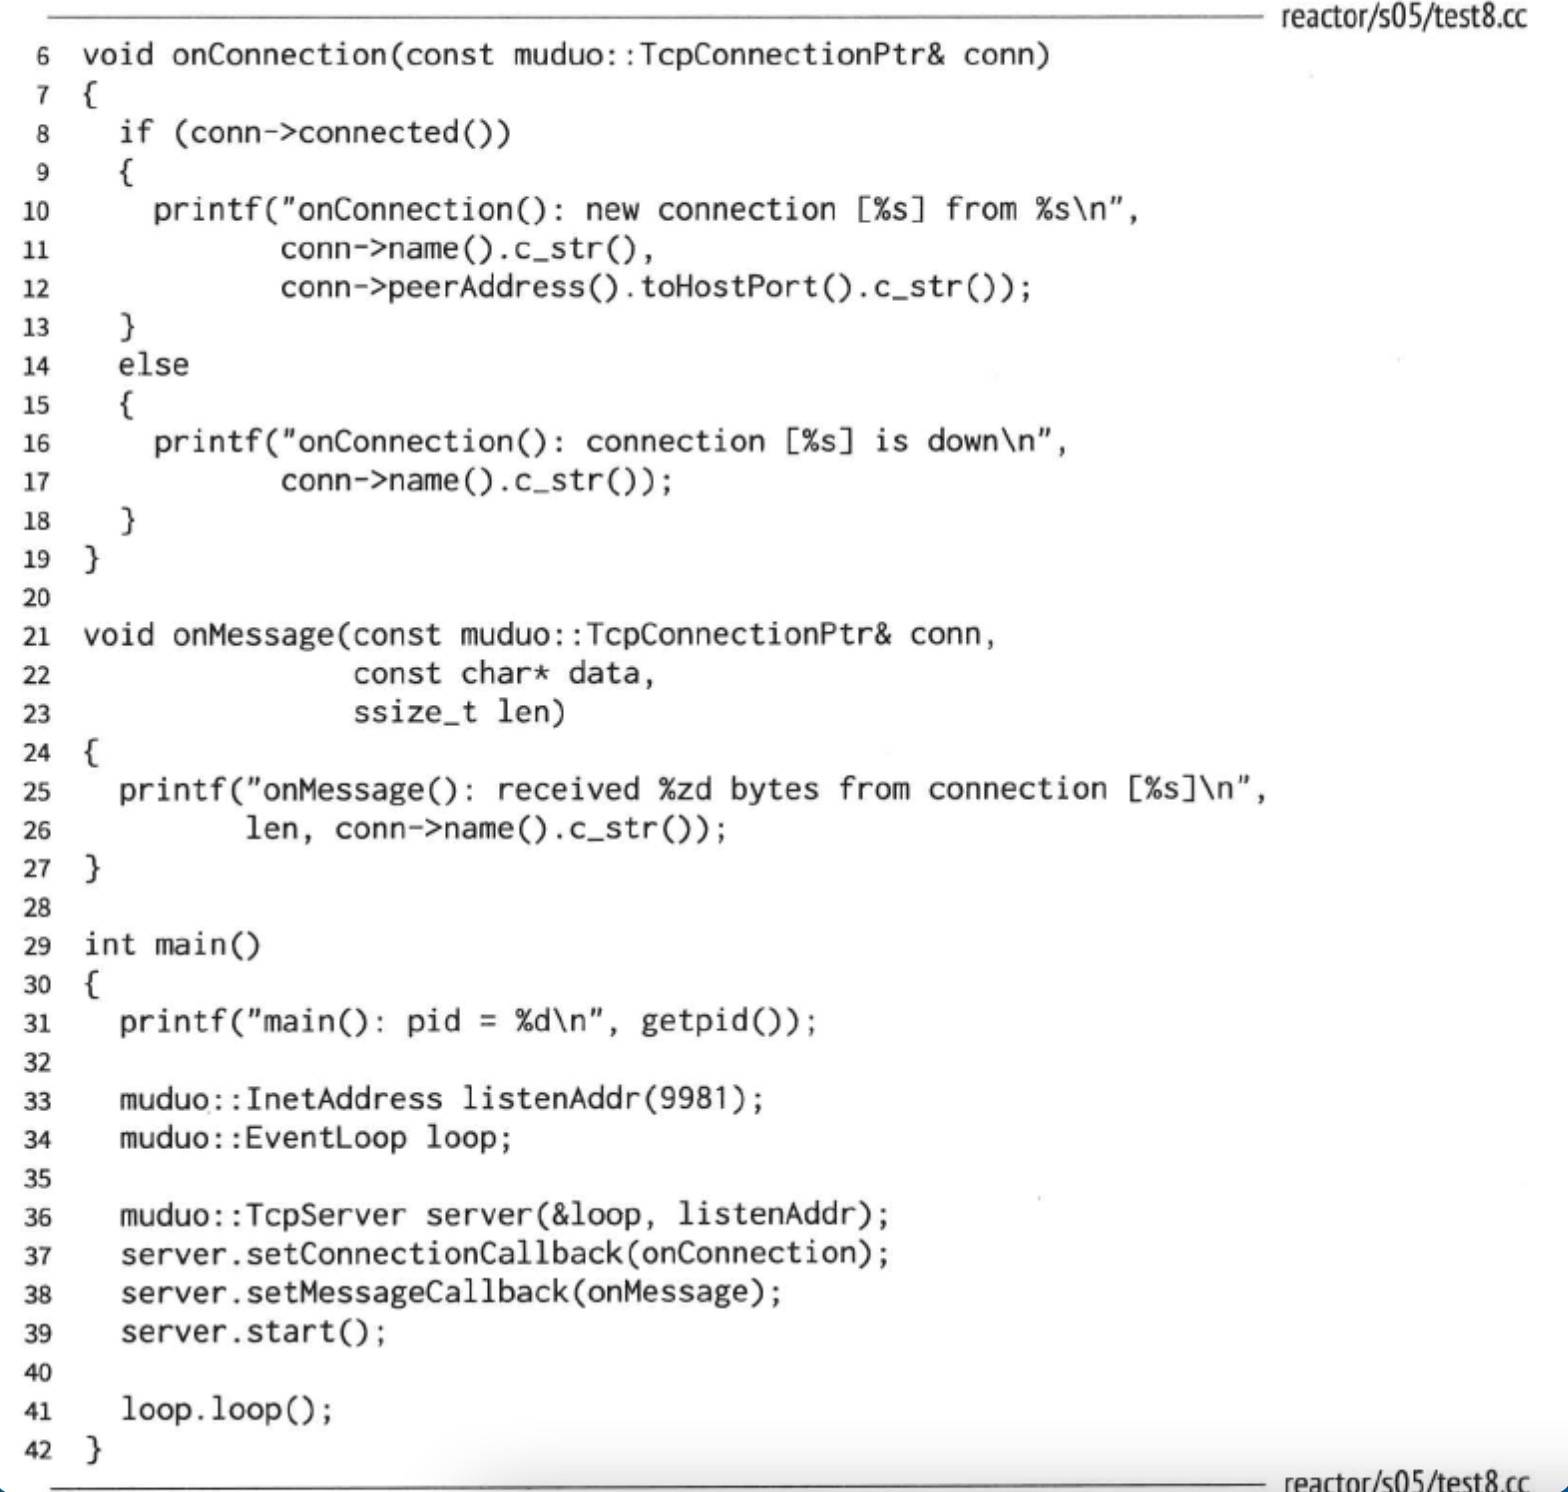 reactor/s05/test8.cc
6 void onConnection(const muduo::TcpConnectionPtr& conn)
7 {
8   if (conn->connected())
9   {
10     printf("onConnection(): new connection [%s] from %s\n",
11            conn->name().c_str(),
12            conn->peerAddress().toHostPort().c_str());
13   }
14   else
15   {
16     printf("onConnection(): connection [%s] is down\n",
17            conn->name().c_str());
18   }
19 }
20
21 void onMessage(const muduo::TcpConnectionPtr& conn,
22                const char* data,
23                ssize_t len)
24 {
25   printf("onMessage(): received %zd bytes from connection [%s]\n",
26          len, conn->name().c_str());
27 }
28
29 int main()
30 {
31   printf("main(): pid = %d\n", getpid());
32
33   muduo::InetAddress listenAddr(9981);
34   muduo::EventLoop loop;
35
36   muduo::TcpServer server(&loop, listenAddr);
37   server.setConnectionCallback(onConnection);
38   server.setMessageCallback(onMessage);
39   server.start();
40
41   loop.loop();
42 }
reactor/s05/test8.cc